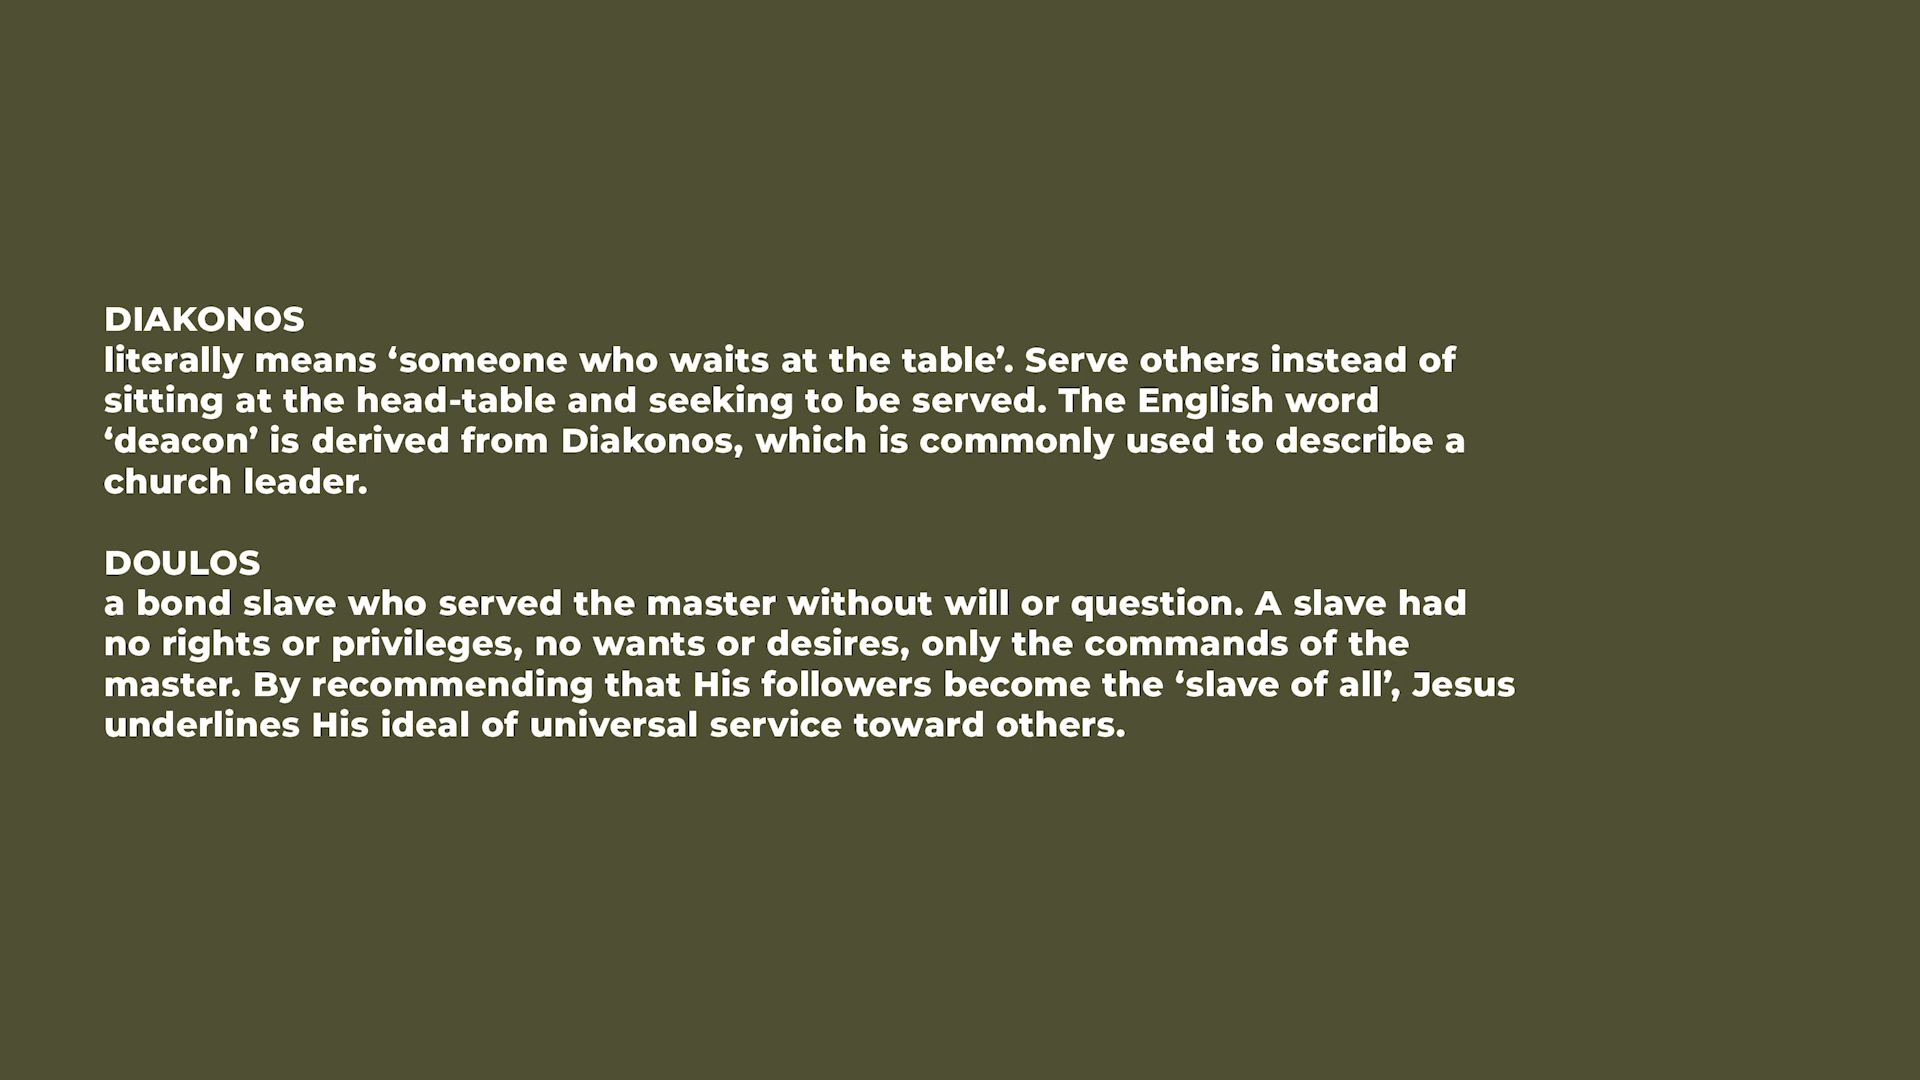 DIAKONOS
literally means ‘someone who waits at the table’. Serve others instead of
sitting at the head-table and seeking to be served. The English word
‘deacon’ is derived from Diakonos, which is commonly used to describe a
church leader.
DOULOS
a bond slave who served the master without will or question. A slave had
no rights or privileges, no wants or desires, only the commands of the
master. By recommending that His followers become the ‘slave of all’, Jesus
underlines His ideal of universal service toward others.